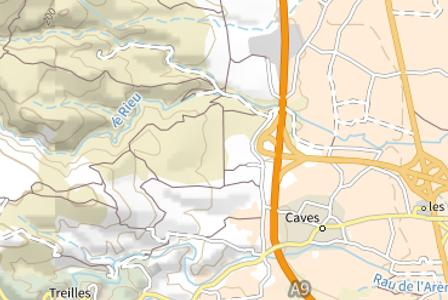 le Rieu
les
Caves
A9
Rau de l'Arè
Treilles